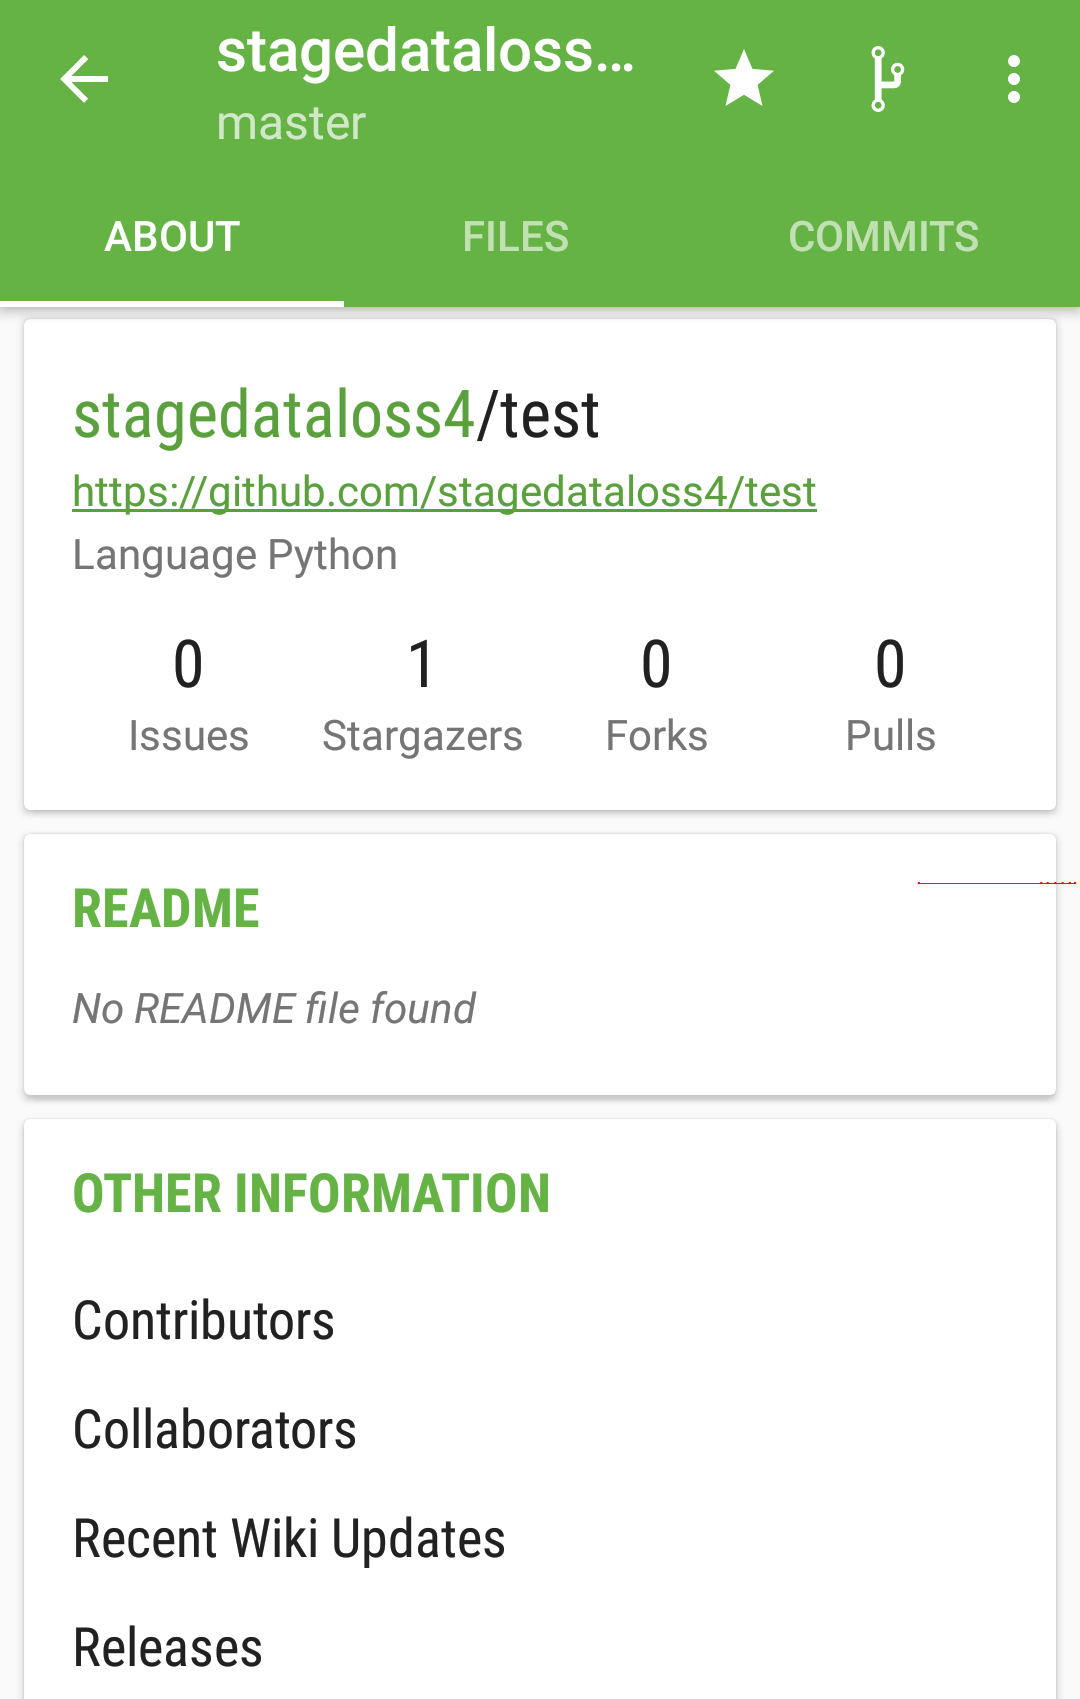 stagedataloss...
master
ABOUT FILES COMMITS
stagedataloss4/test
https://github.com/stagedataloss4/test
Language Python
0 1 0 0
Issues Stargazers Forks Pulls
README
No README file found
OTHER INFORMATION
Contributors
Collaborators
Recent Wiki Updates
Releases